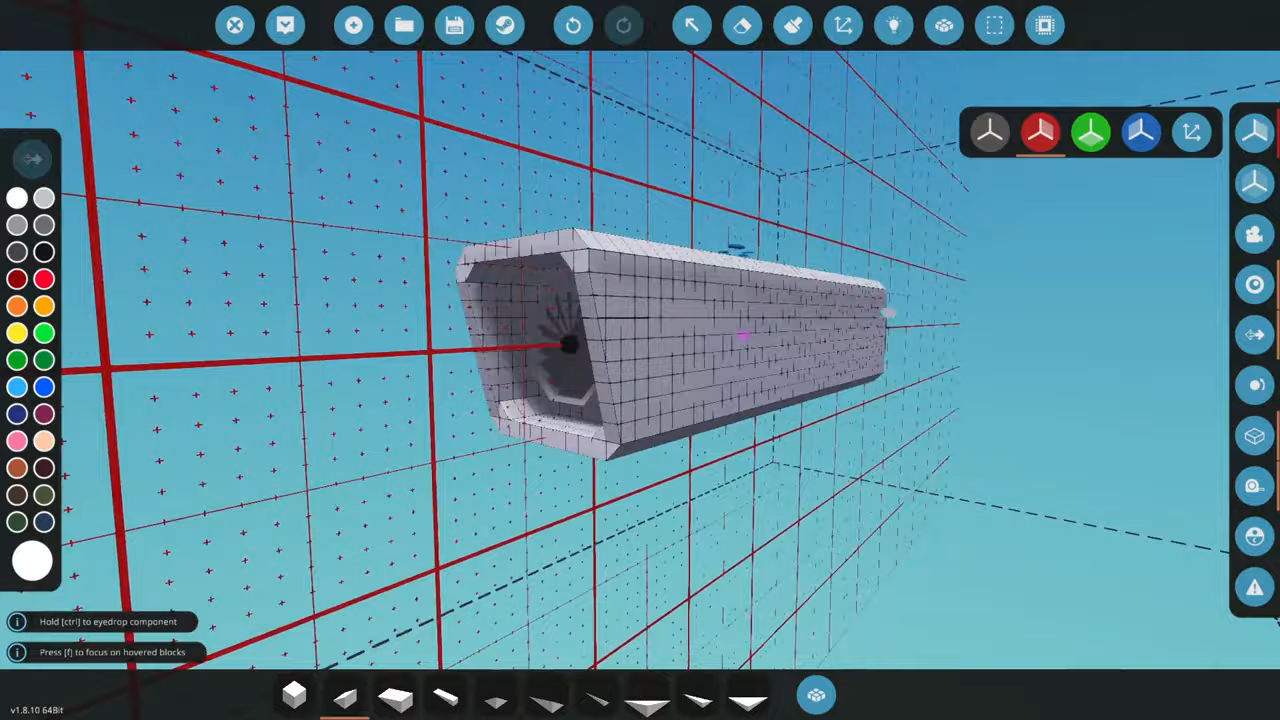 Hold [ctrl] to eyedrop component
Press [f] to focus on hovered blocks
v1.8.10 64Bit